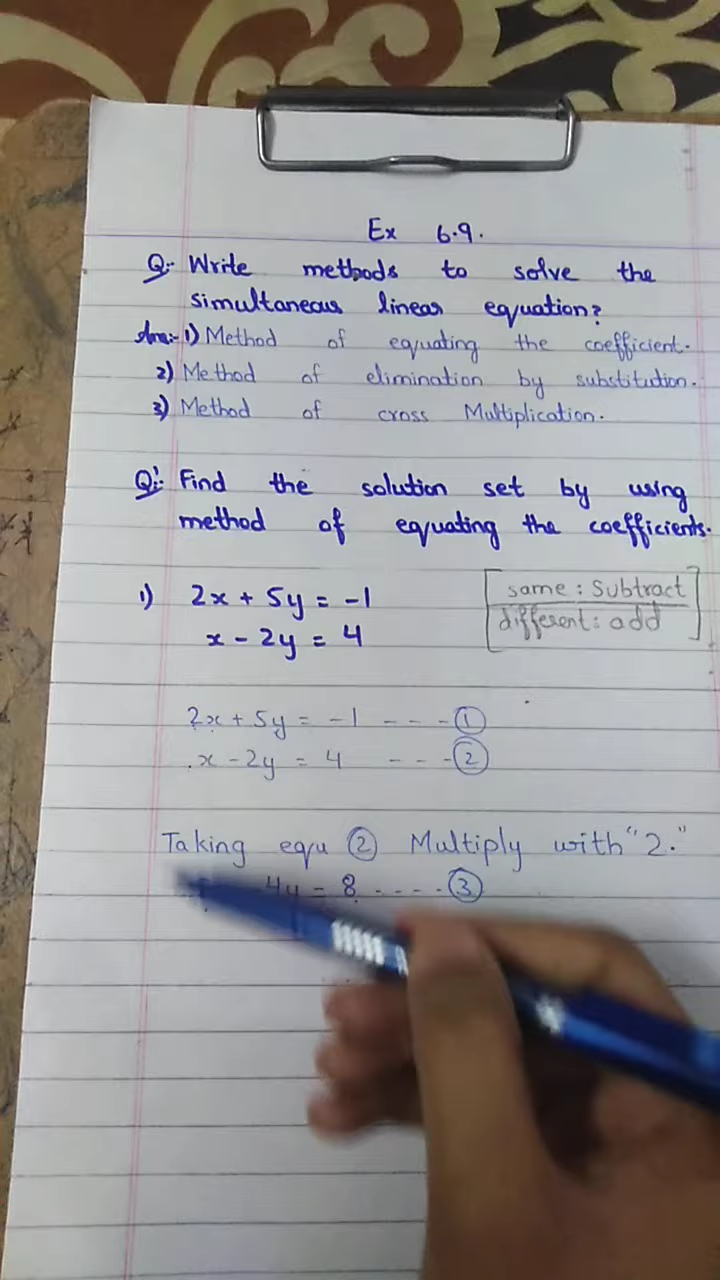 Ex 6.9.
Q:- Write methods to solve the
simultaneous linear equation?
Ans:- 1) Method of equating the coefficient.
2) Method of elimination by substitution.
3) Method of cross Multiplication.
Q1:- Find the solution set by using
method of equating the coefficients.
1) 2x + 5y = -1
x - 2y = 4
same : Subtract
different: add
2x + 5y = -1 - - - ①
x - 2y = 4 - - - ②
Taking equ ② Multiply with "2."
4y = 8 - - - - ③